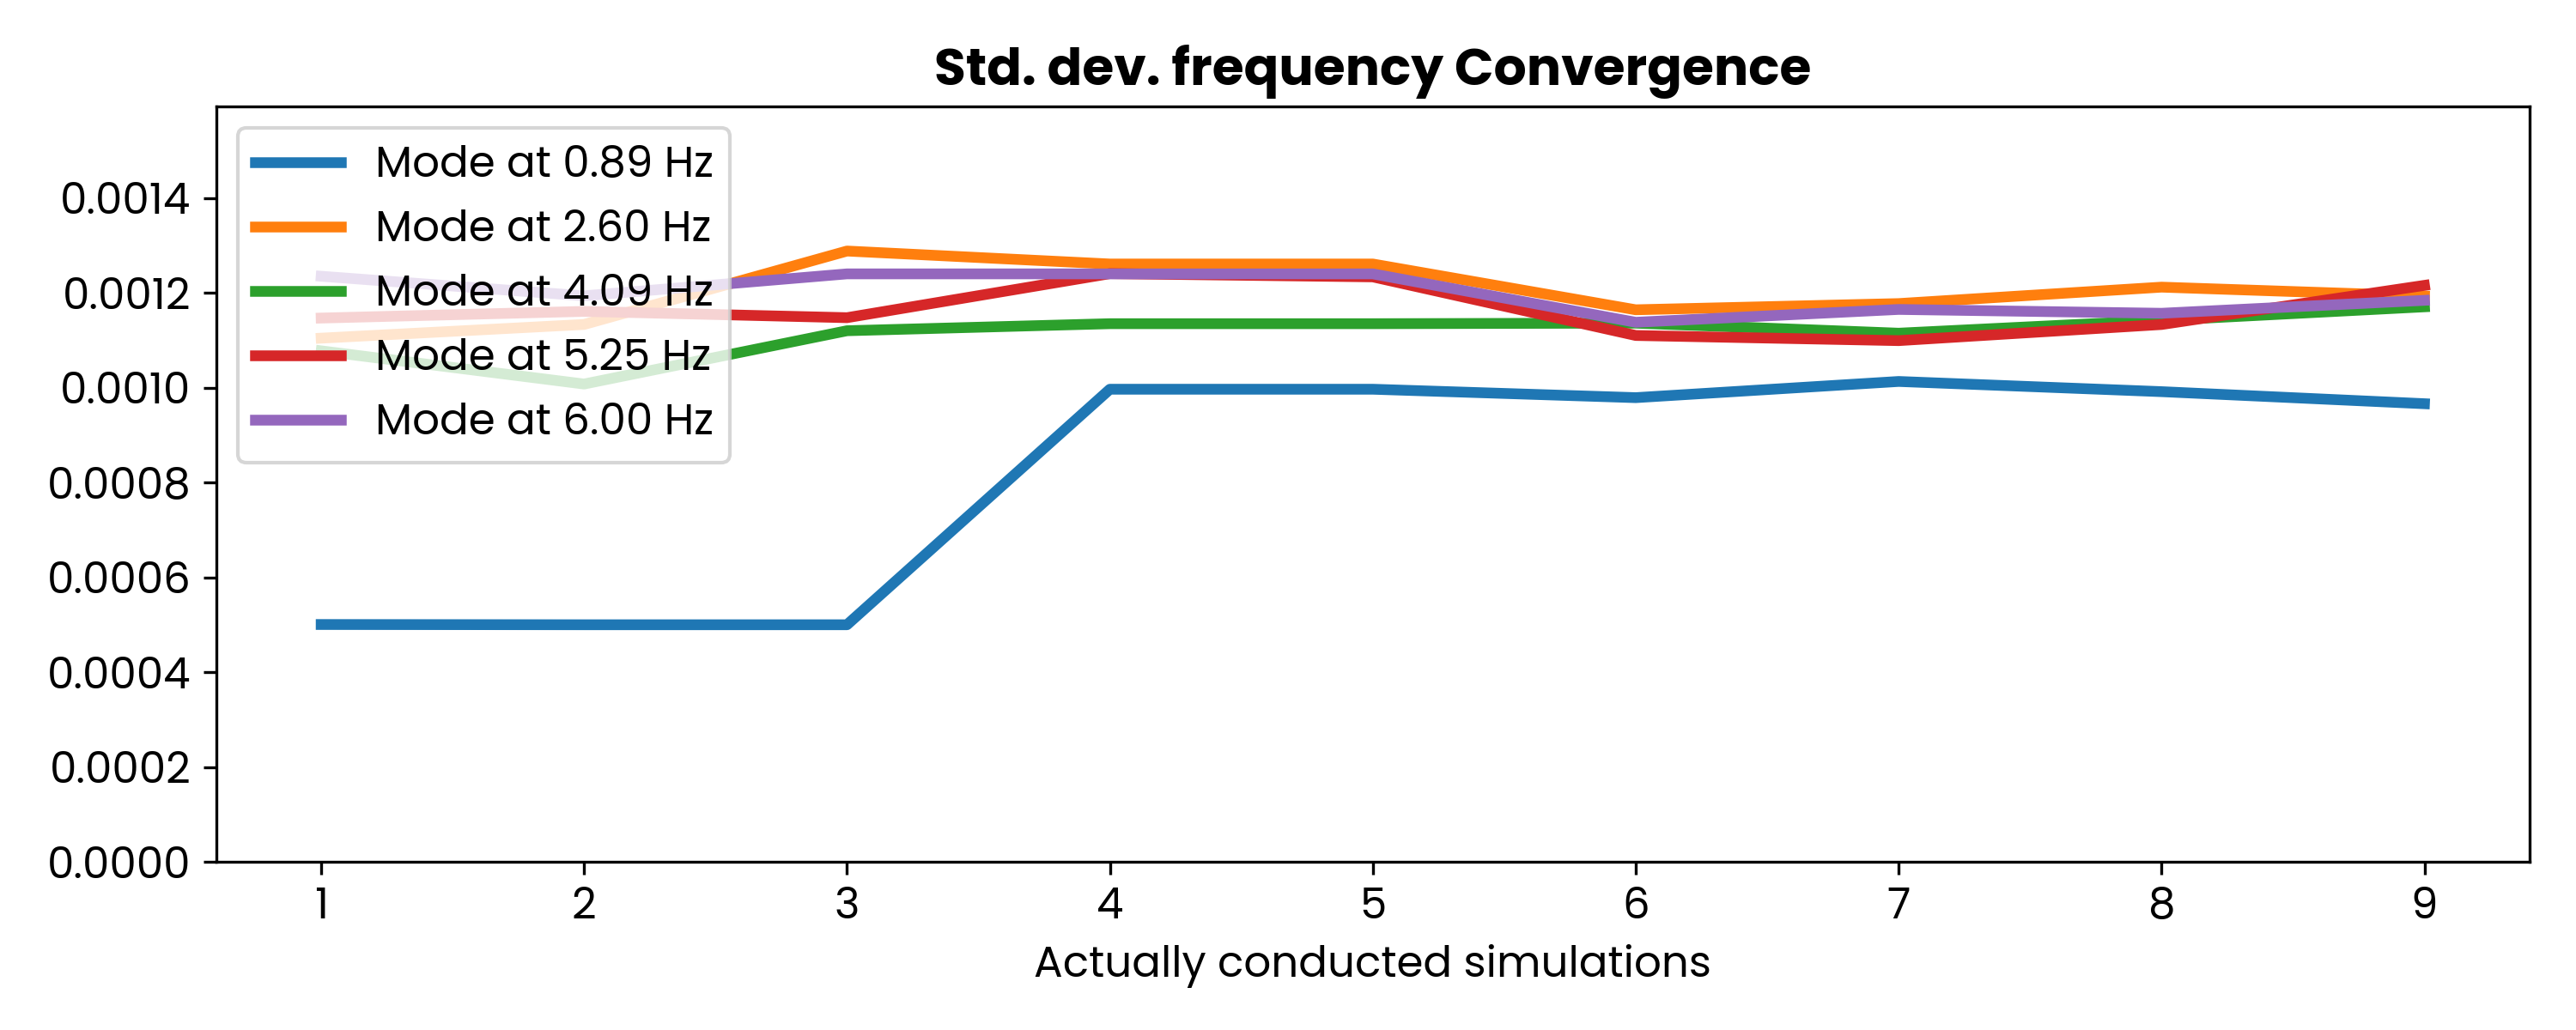 Std. dev. frequency Convergence
Mode at 0.89 Hz
Mode at 2.60 Hz
Mode at 4.09 Hz
Mode at 5.25 Hz
Mode at 6.00 Hz
0.0014
0.0012
0.0010
0.0008
0.0006
0.0004
0.0002
0.0000
1 2 3 4 5 6 7 8 9
Actually conducted simulations